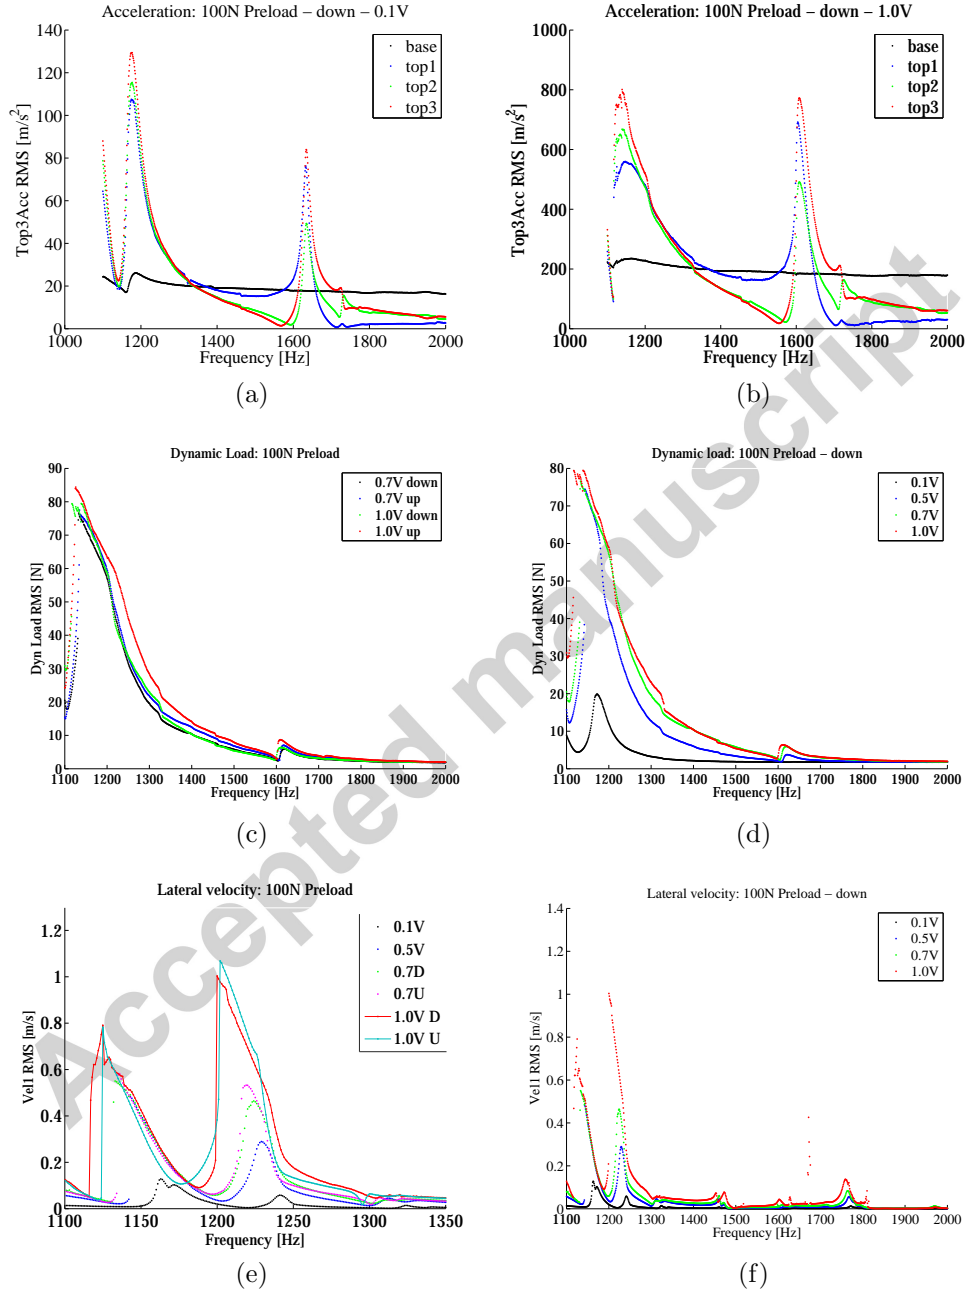 Acceleration: 100N Preload – down – 0.1V
Top3Acc RMS [m/s²]
140
120
100
80
60
40
20
0
base
top1
top2
top3
1000 1200 1400 1600 1800 2000
Frequency [Hz]
(a)
Acceleration: 100N Preload – down – 1.0V
Top3Acc RMS [m/s²]
1000
800
600
400
200
0
base
top1
top2
top3
1000 1200 1400 1600 1800 2000
Frequency [Hz]
(b)
Dynamic Load: 100N Preload
Dyn Load RMS [N]
90
80
70
60
50
40
30
20
10
0
0.7V down
0.7V up
1.0V down
1.0V up
1100 1200 1300 1400 1500 1600 1700 1800 1900 2000
Frequency [Hz]
(c)
Dynamic load: 100N Preload – down
Dyn Load RMS [N]
80
70
60
50
40
30
20
10
0
0.1V
0.5V
0.7V
1.0V
1100 1200 1300 1400 1500 1600 1700 1800 1900 2000
Frequency [Hz]
(d)
Lateral velocity: 100N Preload
Vel1 RMS [m/s]
1.2
1
0.8
0.6
0.4
0.2
0
0.1V
0.5V
0.7D
0.7U
1.0V D
1.0V U
1100 1150 1200 1250 1300 1350
Frequency [Hz]
(e)
Lateral velocity: 100N Preload – down
Vel1 RMS [m/s]
1.4
1.2
1
0.8
0.6
0.4
0.2
0
0.1V
0.5V
0.7V
1.0V
1100 1200 1300 1400 1500 1600 1700 1800 1900 2000
Frequency [Hz]
(f)
Accepted manuscript